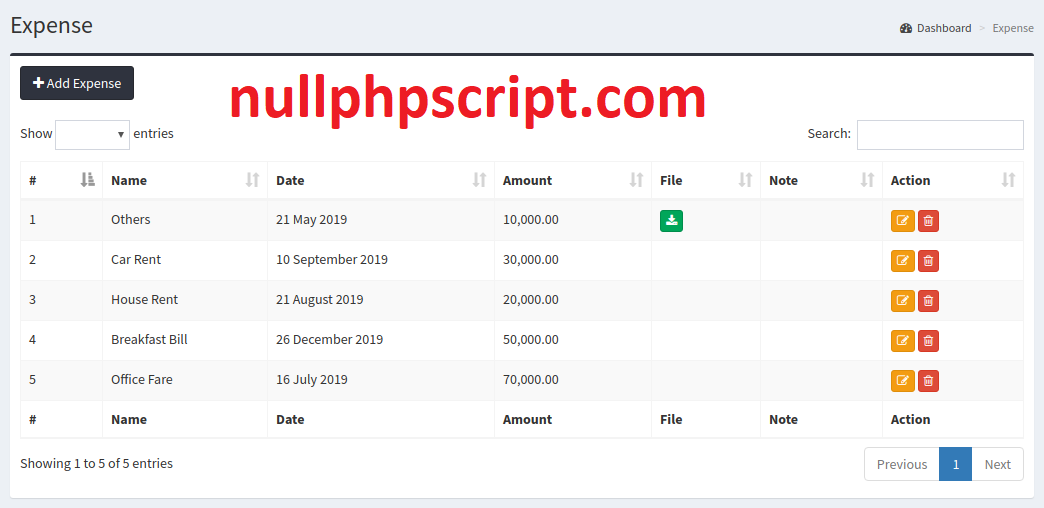 Expense
Dashboard > Expense
Add Expense
nullphpscript.com
Show entries
Search:
# Name Date Amount File Note Action
1 Others 21 May 2019 10,000.00
2 Car Rent 10 September 2019 30,000.00
3 House Rent 21 August 2019 20,000.00
4 Breakfast Bill 26 December 2019 50,000.00
5 Office Fare 16 July 2019 70,000.00
# Name Date Amount File Note Action
Showing 1 to 5 of 5 entries
Previous 1 Next